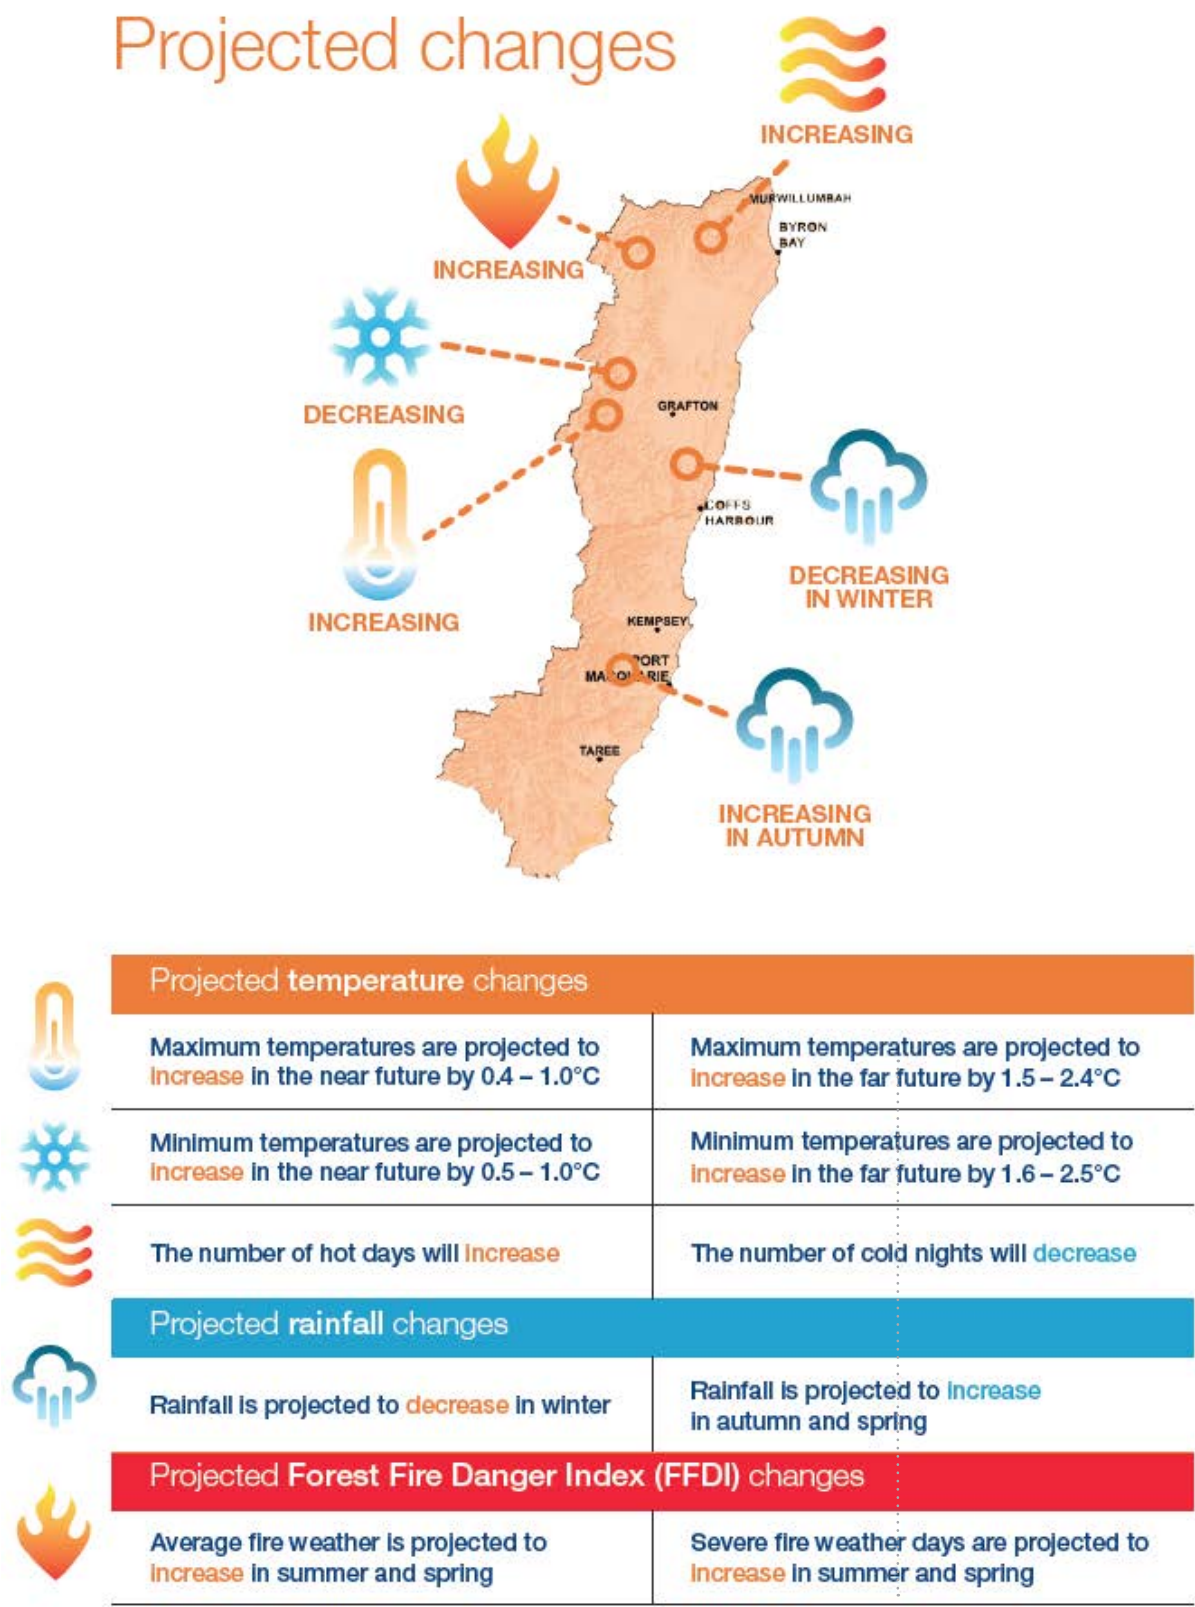 Projected changes
INCREASING
MURWILLUMBAH
BYRON
BAY
INCREASING
DECREASING
GRAFTON
COFFS
HARBOUR
DECREASING
IN WINTER
INCREASING
KEMPSEY
PORT
MACQUARIE
TAREE
INCREASING
IN AUTUMN
Projected temperature changes
Maximum temperatures are projected to
increase in the near future by 0.4 – 1.0°C
Maximum temperatures are projected to
increase in the far future by 1.5 – 2.4°C
Minimum temperatures are projected to
increase in the near future by 0.5 – 1.0°C
Minimum temperatures are projected to
increase in the far future by 1.6 – 2.5°C
The number of hot days will increase
The number of cold nights will decrease
Projected rainfall changes
Rainfall is projected to decrease in winter
Rainfall is projected to increase
in autumn and spring
Projected Forest Fire Danger Index (FFDI) changes
Average fire weather is projected to
increase in summer and spring
Severe fire weather days are projected to
increase in summer and spring